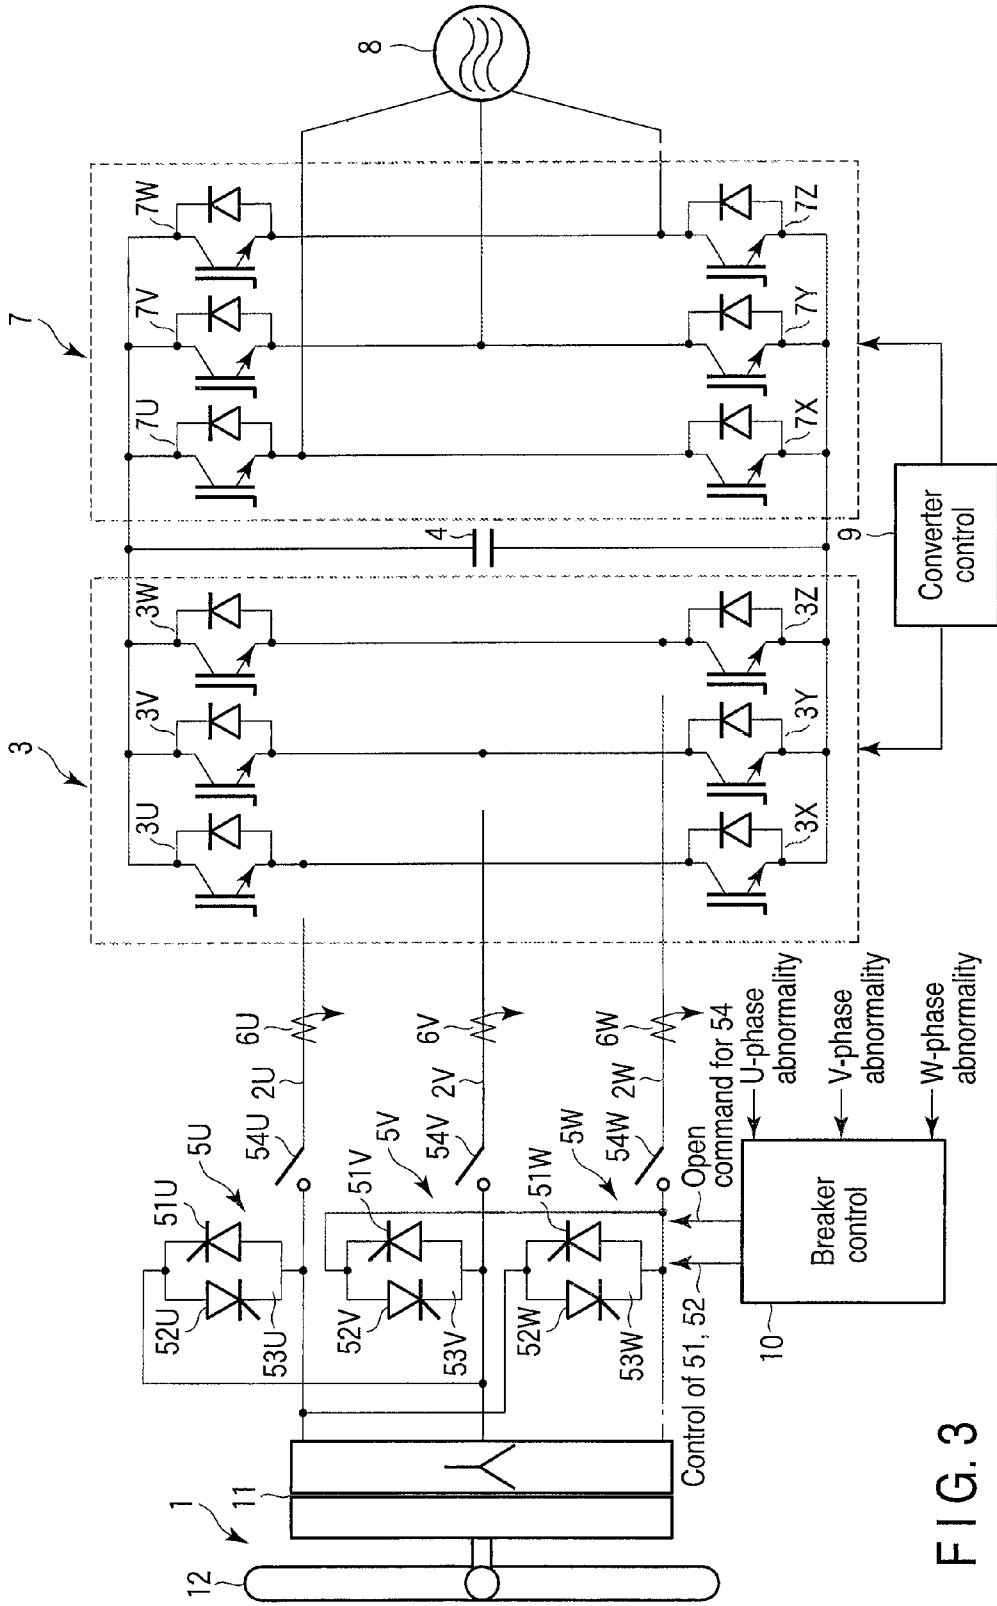 FIG. 3
1
12
11
52U
51U
5U
53U
54U
2U
6U
52V
51V
5V
53V
54V
2V
6V
52W
51W
5W
53W
54W
2W
6W
Control of 51, 52
Open
command for 54
10
Breaker
control
U-phase
abnormality
V-phase
abnormality
W-phase
abnormality
3
3U
3V
3W
3X
3Y
3Z
4
7
7U
7V
7W
7X
7Y
7Z
8
9
Converter
control